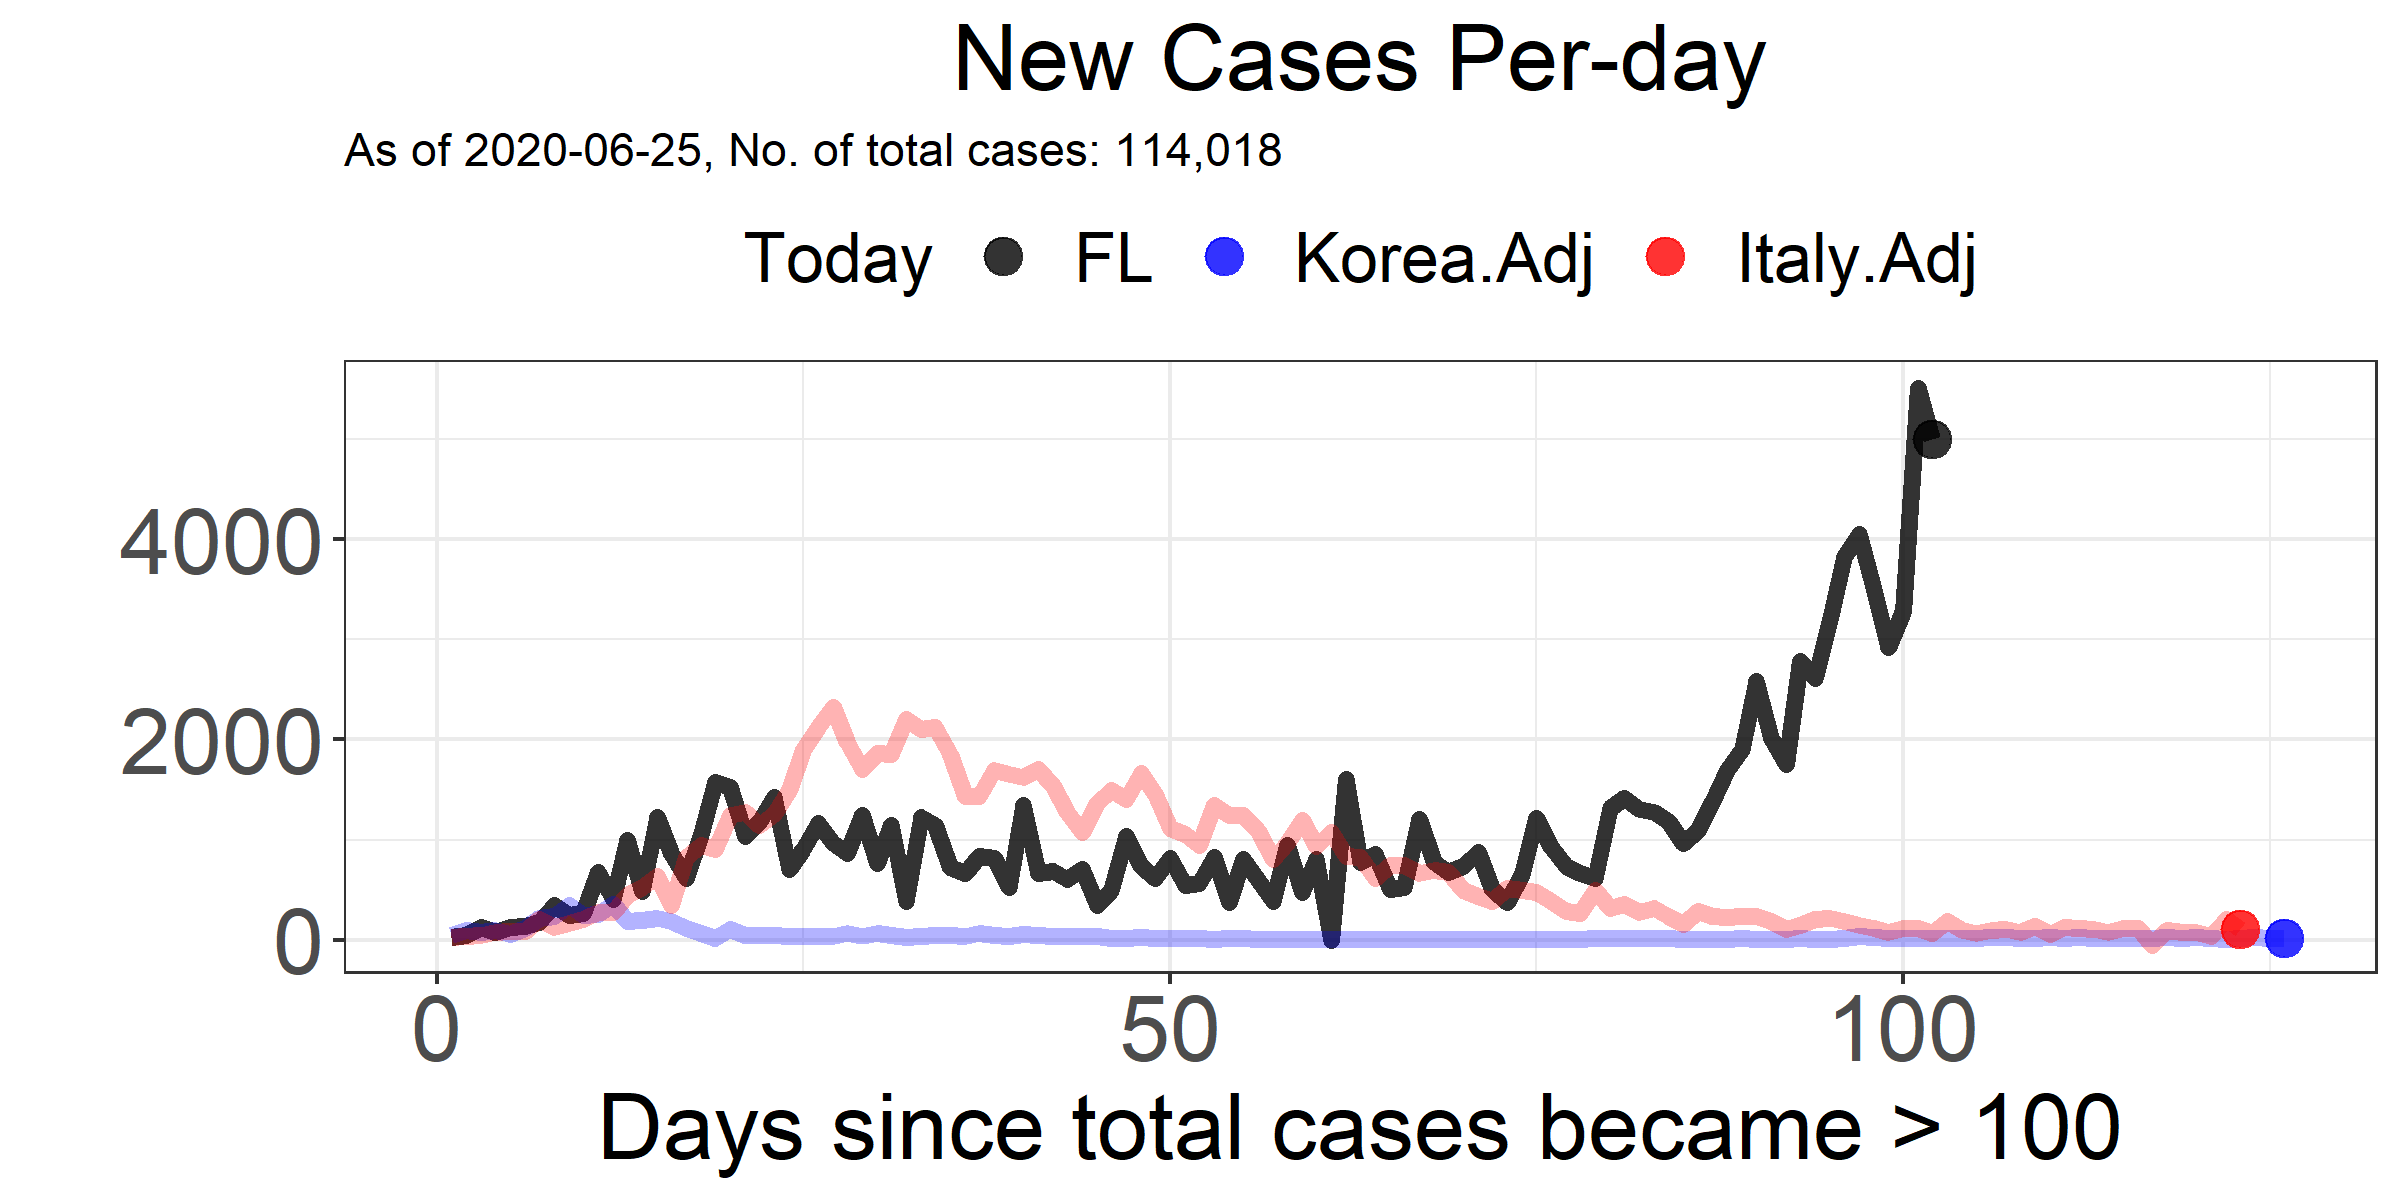 New Cases Per-day
As of 2020-06-25, No. of total cases: 114,018
Today FL Korea.Adj Italy.Adj
4000
2000
0
0 50 100
Days since total cases became > 100